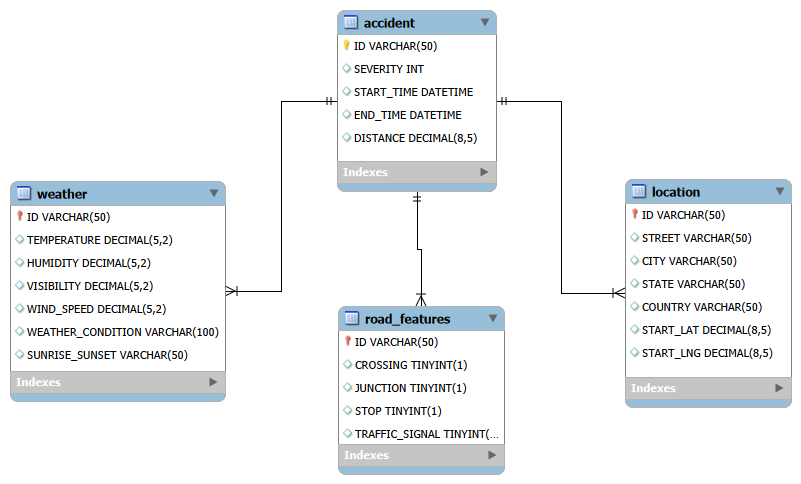 accident
ID VARCHAR(50)
SEVERITY INT
START_TIME DATETIME
END_TIME DATETIME
DISTANCE DECIMAL(8,5)
Indexes
weather
ID VARCHAR(50)
TEMPERATURE DECIMAL(5,2)
HUMIDITY DECIMAL(5,2)
VISIBILITY DECIMAL(5,2)
WIND_SPEED DECIMAL(5,2)
WEATHER_CONDITION VARCHAR(100)
SUNRISE_SUNSET VARCHAR(50)
Indexes
road_features
ID VARCHAR(50)
CROSSING TINYINT(1)
JUNCTION TINYINT(1)
STOP TINYINT(1)
TRAFFIC_SIGNAL TINYINT(...
Indexes
location
ID VARCHAR(50)
STREET VARCHAR(50)
CITY VARCHAR(50)
STATE VARCHAR(50)
COUNTRY VARCHAR(50)
START_LAT DECIMAL(8,5)
START_LNG DECIMAL(8,5)
Indexes